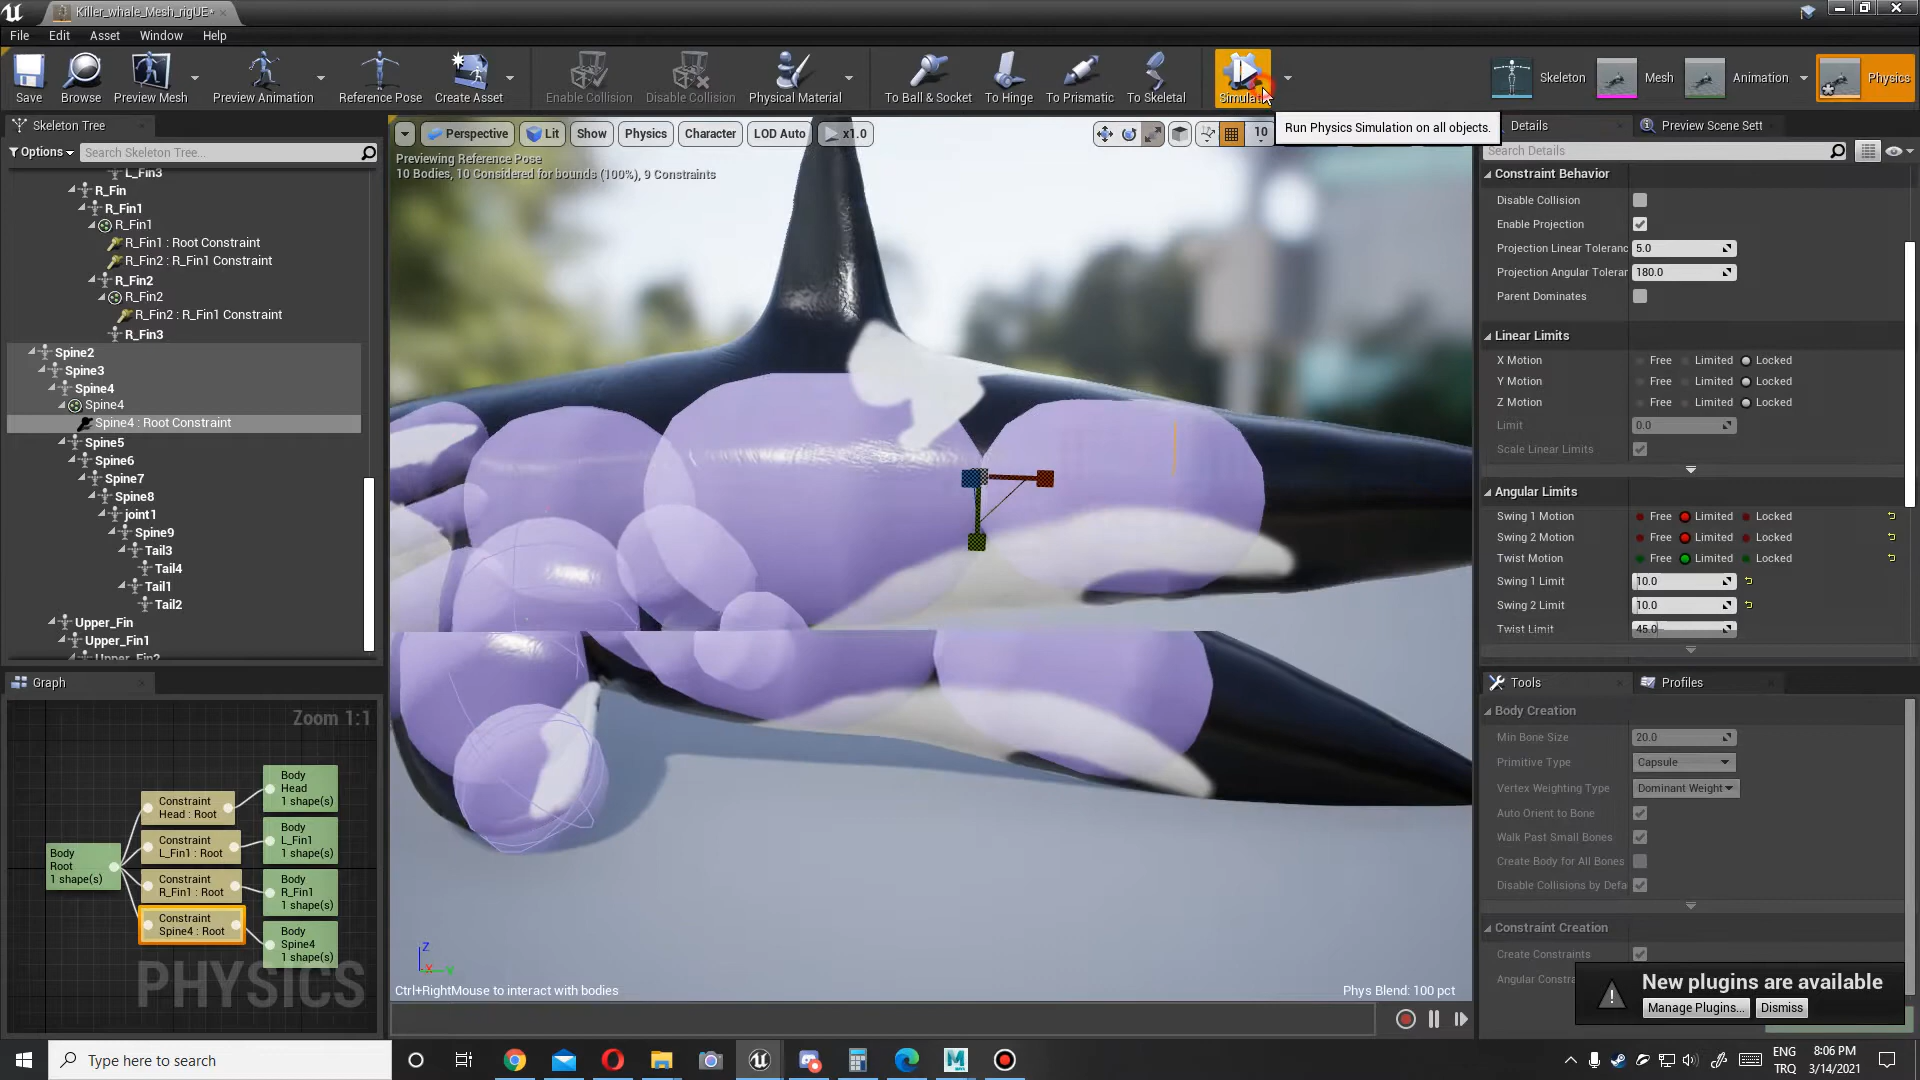 Killer_whale_Mesh_rigUE*
File Edit Asset Window Help
Save Browse Preview Mesh Preview Animation Reference Pose Create Asset Enable Collision Disable Collision Physical Material To Ball & Socket To Hinge To Prismatic To Skeletal Skeleton Mesh Animation Physics
Run Physics Simulation on all objects.
Skeleton Tree
Options Search Skeleton Tree...
L_Fin3
R_Fin
R_Fin1
R_Fin1
R_Fin1 : Root Constraint
R_Fin2 : R_Fin1 Constraint
R_Fin2
R_Fin2
R_Fin2 : R_Fin1 Constraint
R_Fin3
Spine2
Spine3
Spine4
Spine4
Spine4 : Root Constraint
Spine5
Spine6
Spine7
Spine8
joint1
Spine9
Tail3
Tail4
Tail1
Tail2
Upper_Fin
Upper_Fin1
Upper_Fin2
Graph
Zoom 1:1
Body
Root
1 shape(s)
Constraint
Head : Root
Constraint
L_Fin1 : Root
Constraint
R_Fin1 : Root
Constraint
Spine4 : Root
Body
Head
1 shape(s)
Body
L_Fin1
1 shape(s)
Body
R_Fin1
1 shape(s)
Body
Spine4
1 shape(s)
PHYSICS
Perspective Lit Show Physics Character LOD Auto x1.0 10
Previewing Reference Pose
10 Bodies, 10 Considered for bounds (100%), 9 Constraints
Z
X
Y
Ctrl+RightMouse to interact with bodies
Phys Blend: 100 pct
Details Preview Scene Sett
Search Details
Constraint Behavior
Disable Collision
Enable Projection
Projection Linear Toleranc 5.0
Projection Angular Tolerar 180.0
Parent Dominates
Linear Limits
X Motion Free Limited Locked
Y Motion Free Limited Locked
Z Motion Free Limited Locked
Limit 0.0
Scale Linear Limits
Angular Limits
Swing 1 Motion Free Limited Locked
Swing 2 Motion Free Limited Locked
Twist Motion Free Limited Locked
Swing 1 Limit 10.0
Swing 2 Limit 10.0
Twist Limit 45.0
Tools Profiles
Body Creation
Min Bone Size 20.0
Primitive Type Capsule
Vertex Weighting Type Dominant Weight
Auto Orient to Bone
Walk Past Small Bones
Create Body for All Bones
Disable Collisions by Defa
Constraint Creation
Create Constraints
Angular Constra
New plugins are available
Manage Plugins... Dismiss
Type here to search
ENG
TRQ
8:06 PM
3/14/2021